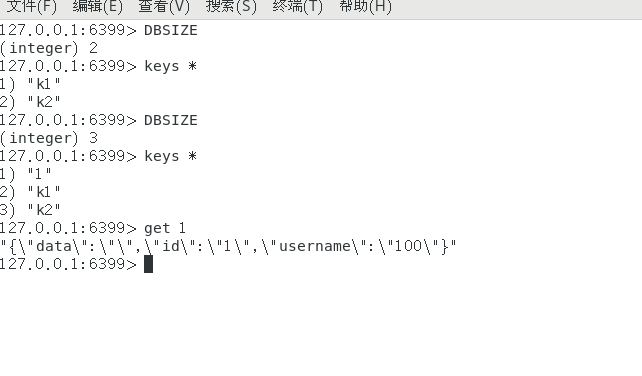 文件(F) 编辑(E) 查看(V) 搜索(S) 终端(T) 帮助(H)
127.0.0.1:6399> DBSIZE
(integer) 2
127.0.0.1:6399> keys *
1) "k1"
2) "k2"
127.0.0.1:6399> DBSIZE
(integer) 3
127.0.0.1:6399> keys *
1) "1"
2) "k1"
3) "k2"
127.0.0.1:6399> get 1
"{\"data\":\"\",\"id\":\"1\",\"username\":\"100\"}"
127.0.0.1:6399>